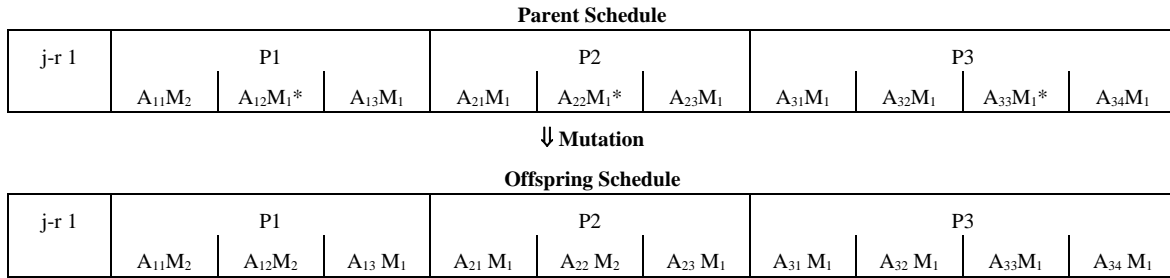 Parent Schedule
j-r 1 P1 P2 P3
A₁₁M₂ A₁₂M₁* A₁₃M₁ A₂₁M₁ A₂₂M₁* A₂₃M₁ A₃₁M₁ A₃₂M₁ A₃₃M₁* A₃₄M₁
⇓ Mutation
Offspring Schedule
j-r 1 P1 P2 P3
A₁₁M₂ A₁₂M₂ A₁₃ M₁ A₂₁ M₁ A₂₂ M₂ A₂₃ M₁ A₃₁ M₁ A₃₂ M₁ A₃₃M₁ A₃₄ M₁